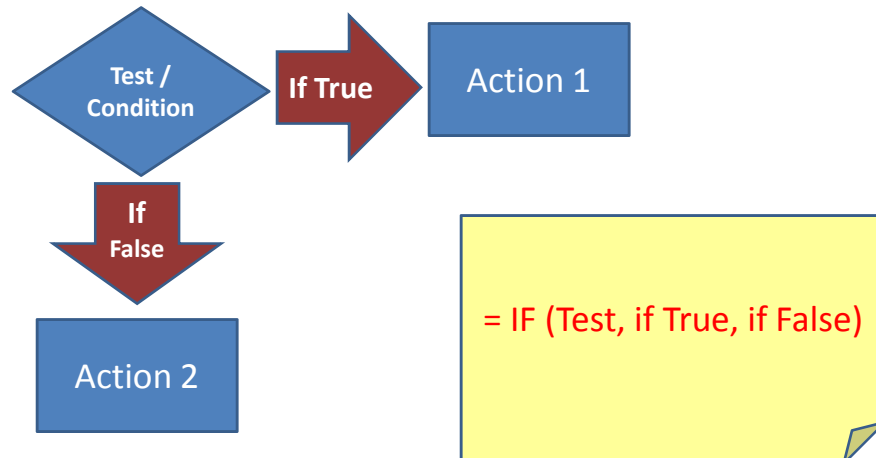 Test /
Condition
If True
Action 1
If
False
Action 2
= IF (Test, if True, if False)